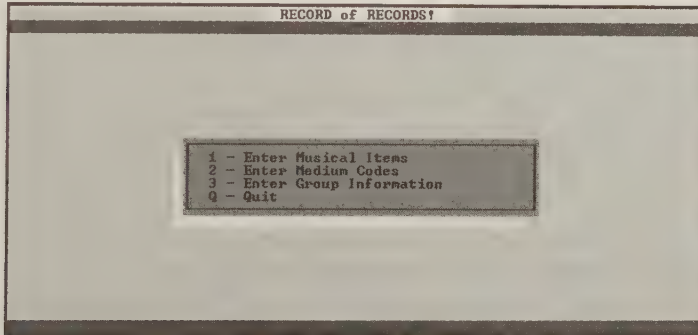 RECORD of RECORDS!
1 - Enter Musical Items
2 - Enter Medium Codes
3 - Enter Group Information
Q - Quit